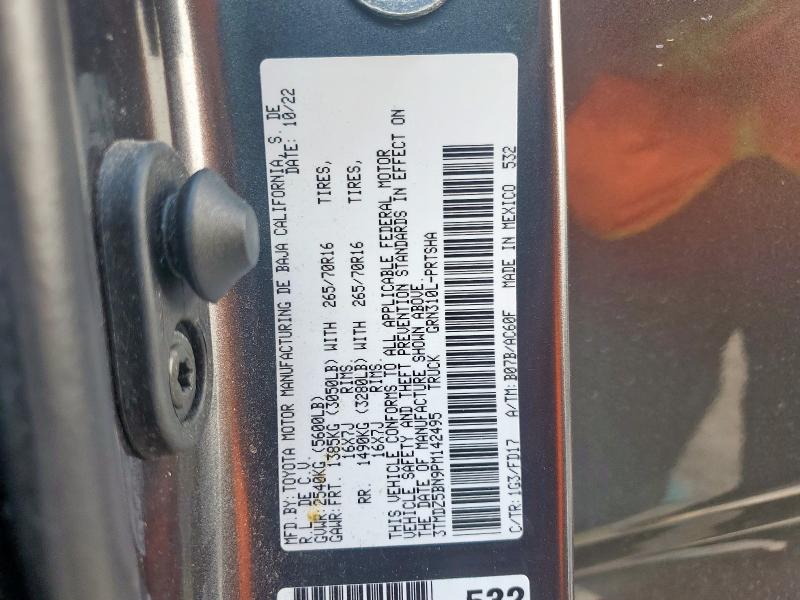 MFD.BY:TOYOTA MOTOR MANUFACTURING DE BAJA CALIFORNIA, S. DE
R.L. DE C.V. DATE: 10/22
GVWR 2540KG (5600LB)
GAWR:FRT. 1385KG (3050LB) WITH 265/70R16 TIRES,
16X7J RIMS,
RR. 1490KG (3280LB) WITH 265/70R16 TIRES,
16X7J RIMS.
THIS VEHICLE CONFORMS TO ALL APPLICABLE FEDERAL MOTOR
VEHICLE SAFETY AND THEFT PREVENTION STANDARDS IN EFFECT ON
THE DATE OF MANUFACTURE SHOWN ABOVE.
3TMDZ5BN9PM142495 TRUCK GRN310L-PRTSHA
C/TR: 1G3/FD17 A/TM: B07B/AC60F MADE IN MEXICO 532
532